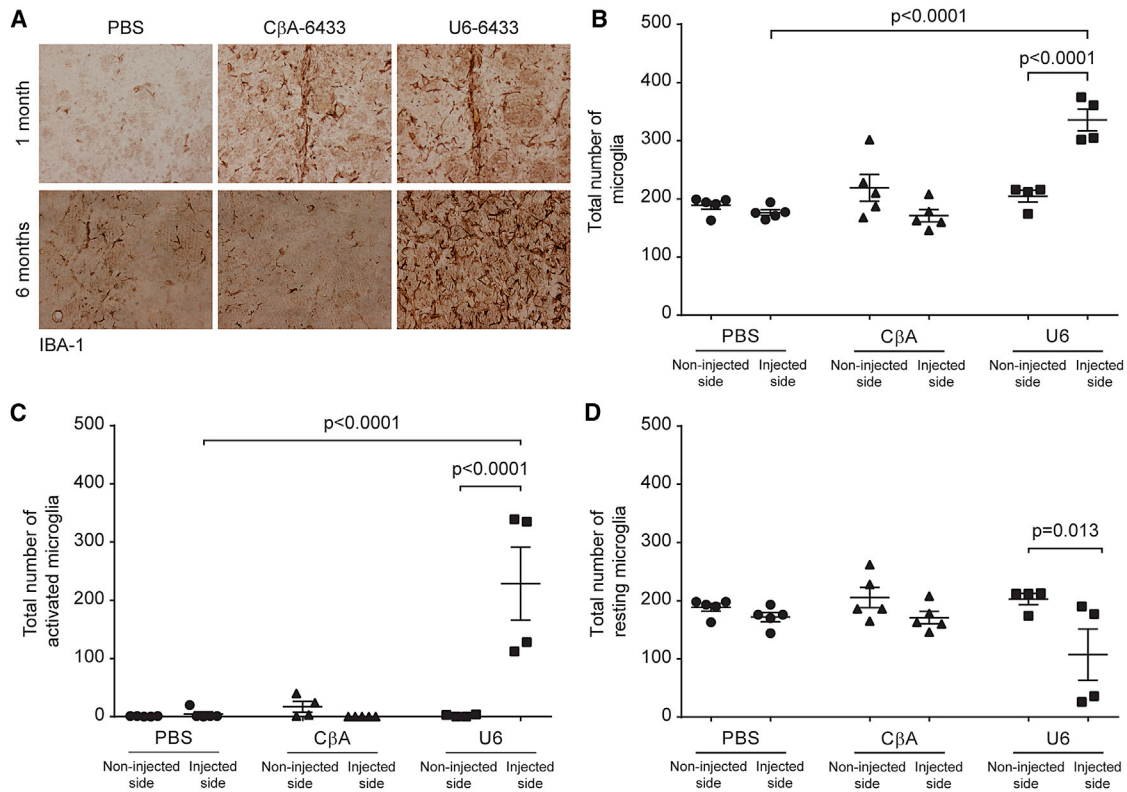 A
PBS
CβA-6433
U6-6433
1 month
6 months
IBA-1
B
Total number of
microglia
500
400
300
200
100
0
p<0.0001
p<0.0001
PBS
CβA
U6
Non-injected
side
Injected
side
Non-injected
side
Injected
side
Non-injected
side
Injected
side
C
Total number of
activated microglia
500
400
300
200
100
0
p<0.0001
p<0.0001
PBS
CβA
U6
Non-injected
side
Injected
side
Non-injected
side
Injected
side
Non-injected
side
Injected
side
D
Total number of
resting microglia
500
400
300
200
100
0
p=0.013
PBS
CβA
U6
Non-injected
side
Injected
side
Non-injected
side
Injected
side
Non-injected
side
Injected
side